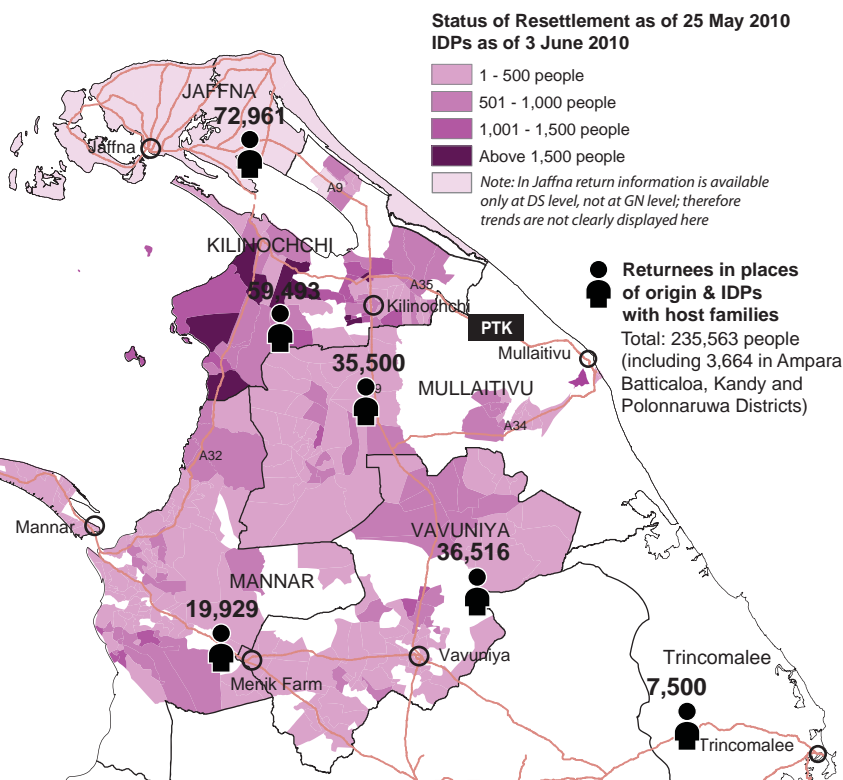 Status of Resettlement as of 25 May 2010
IDPs as of 3 June 2010
1 - 500 people
501 - 1,000 people
1,001 - 1,500 people
Above 1,500 people
Note: In Jaffna return information is available
only at DS level, not at GN level; therefore
trends are not clearly displayed here
Returnees in places
of origin & IDPs
with host families
Total: 235,563 people
(including 3,664 in Ampara
Batticaloa, Kandy and
Polonnaruwa Districts)
JAFFNA
72,961
Jaffna
A9
KILINOCHCHI
59,493
A35
Kilinochchi
PTK
Mullaitivu
35,500
9
MULLAITIVU
A34
A32
Mannar
VAVUNIYA
36,516
MANNAR
19,929
Menik Farm
Vavuniya
Trincomalee
7,500
Trincomalee